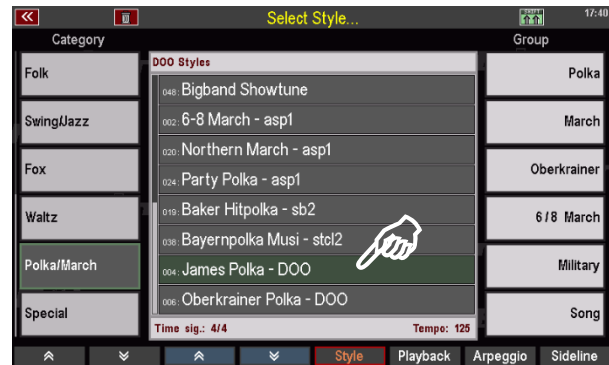 Select Style...
17:40
Category
Group
Folk
Swing/Jazz
Fox
Waltz
Polka/March
Special
DOO Styles
048: Bigband Showtune
002: 6-8 March - asp1
020: Northern March - asp1
024: Party Polka - asp1
019: Baker Hitpolka - sb2
038: Bayernpolka Musi - stcl2
004: James Polka - DOO
006: Oberkrainer Polka - DOO
Time sig.: 4/4 Tempo: 125
Polka
March
Oberkrainer
6/8 March
Military
Song
Style Playback Arpeggio Sideline